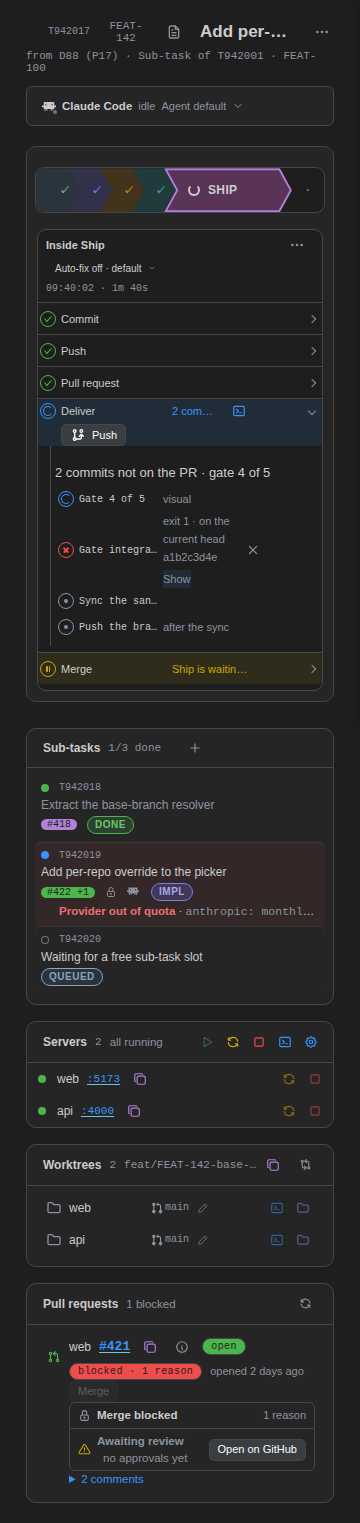 T942017 FEAT-142 Add per-…
from D88 (P17) · Sub-task of T942001 · FEAT-100
Claude Code idle Agent default
SHIP
Inside Ship
Auto-fix off · default
09:40:02 · 1m 40s
Commit
Push
Pull request
Deliver 2 com…
Push
2 commits not on the PR · gate 4 of 5
Gate 4 of 5 visual
Gate integra… exit 1 · on the current head a1b2c3d4e
Show
Sync the san…
Push the bra… after the sync
Merge Ship is waitin…
Sub-tasks 1/3 done
T942018
Extract the base-branch resolver
#418 DONE
T942019
Add per-repo override to the picker
#422 +1 IMPL
Provider out of quota · anthropic: monthl…
T942020
Waiting for a free sub-task slot
QUEUED
Servers 2 all running
web :5173
api :4000
Worktrees 2 feat/FEAT-142-base-…
web main
api main
Pull requests 1 blocked
web #421 open
blocked · 1 reason opened 2 days ago
Merge
Merge blocked 1 reason
Awaiting review
no approvals yet
Open on GitHub
2 comments